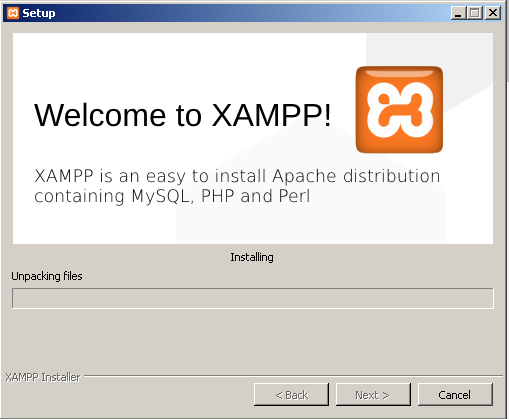 Setup
Welcome to XAMPP!
XAMPP is an easy to install Apache distribution
containing MySQL, PHP and Perl
Installing
Unpacking files
XAMPP Installer
< Back
Next >
Cancel